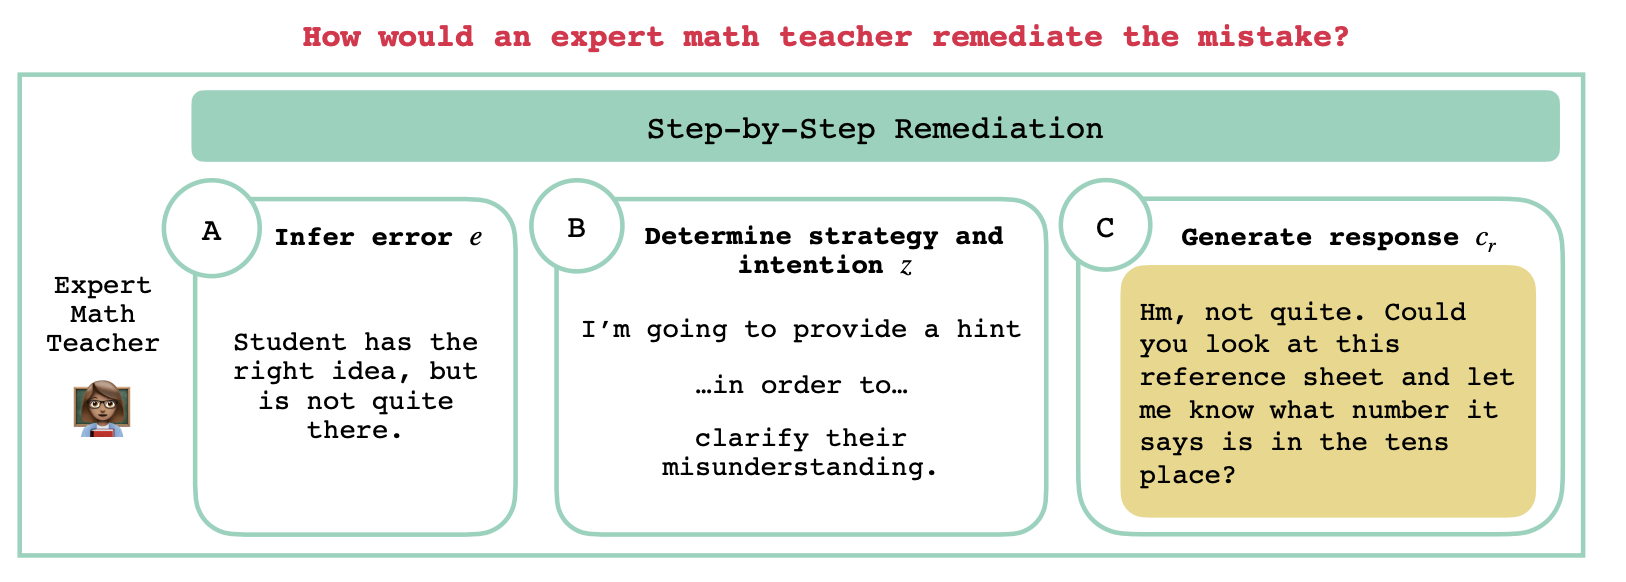 How would an expert math teacher remediate the mistake?
Step-by-Step Remediation
Expert
Math
Teacher
A
Infer error e
Student has the
right idea, but
is not quite
there.
B
Determine strategy and
intention z
I’m going to provide a hint
…in order to…
clarify their
misunderstanding.
C
Generate response cᵣ
Hm, not quite. Could
you look at this
reference sheet and let
me know what number it
says is in the tens
place?